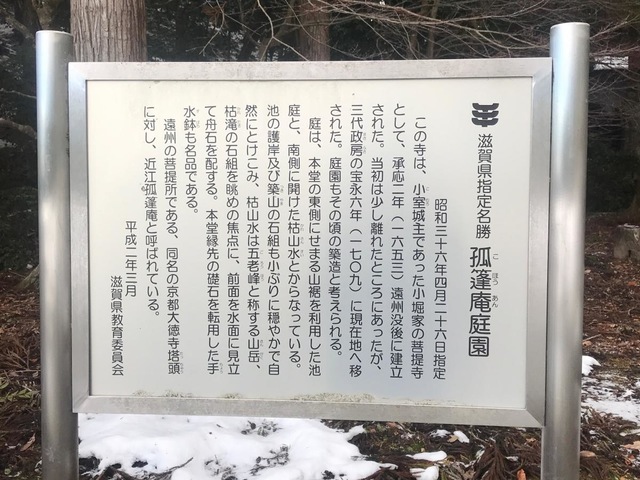 滋賀県指定名勝 孤篷庵庭園
こ ほう あん
昭和三十六年四月二十六日指定
この寺は、小室城主であった小堀家の菩提寺
として、承応二年（一六五三）遠州没後に建立
された。当初は少し離れたところにあったが、
三代政房の宝永六年（一七〇九）に現在地へ移
された。庭園もその頃の築造と考えられる。
庭は、本堂の東側にせまる山裾を利用した池
庭と、南側に開けた枯山水とからなっている。
池の護岸及び築山の石組も小ぶりに穏やかで自
然にとけこみ、枯山水は五老峰と称する山岳、
枯滝の石組を眺めの焦点に、前面を水面に見立
て舟石を配する。本堂縁先の礎石を転用した手
水鉢も名品である。
遠州の菩提所である、同名の京都大徳寺塔頭
に対し、近江孤篷庵と呼ばれている。
平成二年三月
滋賀県教育委員会